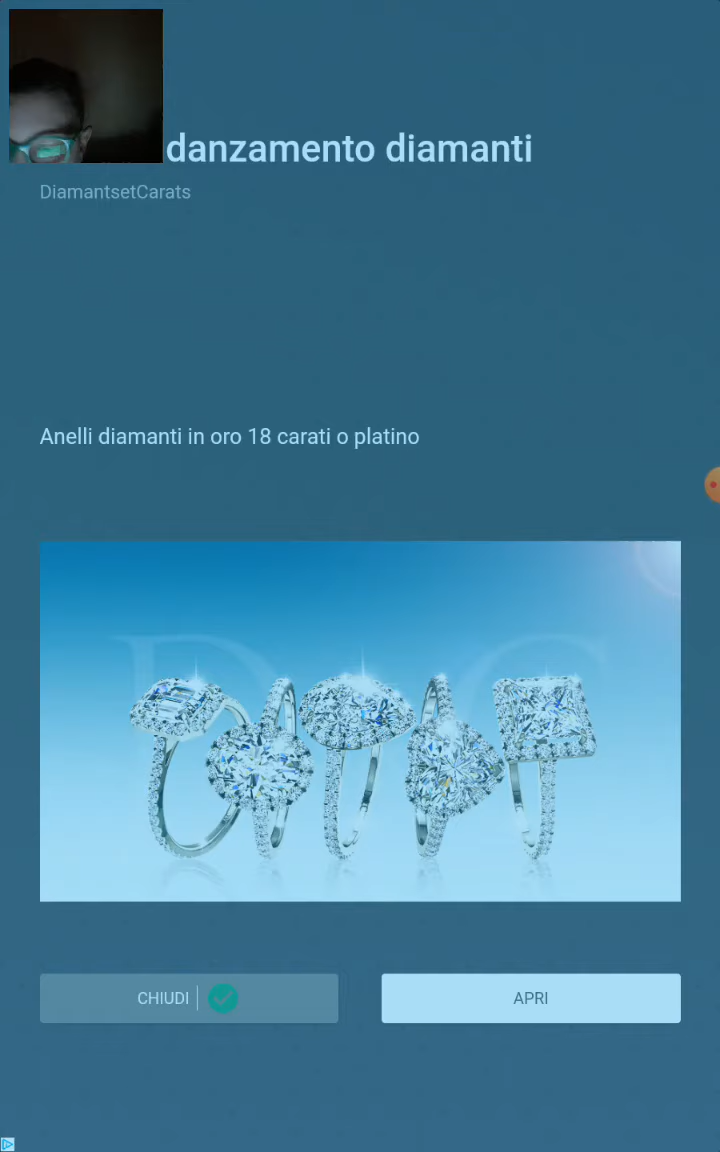 danzamento diamanti
DiamantsetCarats
Anelli diamanti in oro 18 carati o platino
CHIUDI
APRI